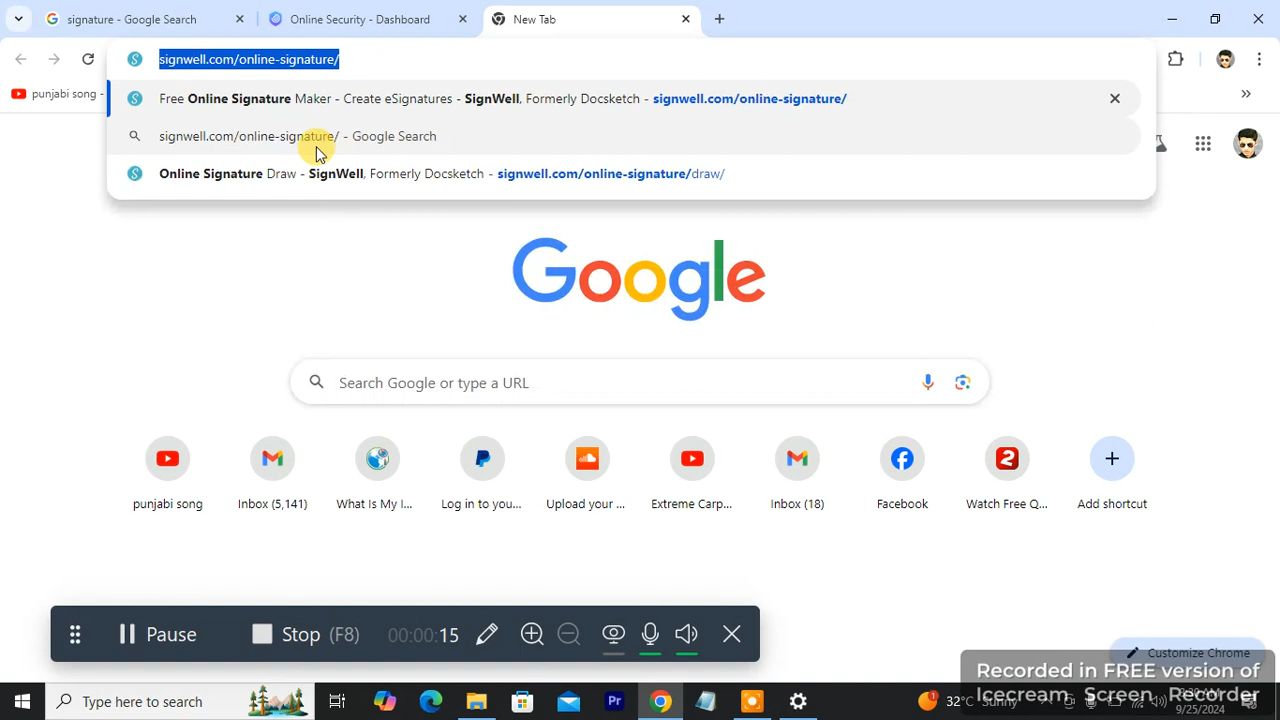 signature - Google Search
Online Security - Dashboard
New Tab
signwell.com/online-signature/
punjabi song -
»
Free Online Signature Maker - Create eSignatures - SignWell, Formerly Docsketch - signwell.com/online-signature/
signwell.com/online-signature/ - Google Search
Online Signature Draw - SignWell, Formerly Docsketch - signwell.com/online-signature/draw/
Google
Search Google or type a URL
punjabi song
Inbox (5,141)
What Is My I...
Log in to you...
Upload your ...
Extreme Carp...
Inbox (18)
Facebook
Watch Free Q...
Add shortcut
Pause
Stop (F8)
00:00:15
Customize Chrome
Recorded in FREE version of
Icecream Screen Recorder
Type here to search
Pr
1
32°C Sunny
9/25/2024